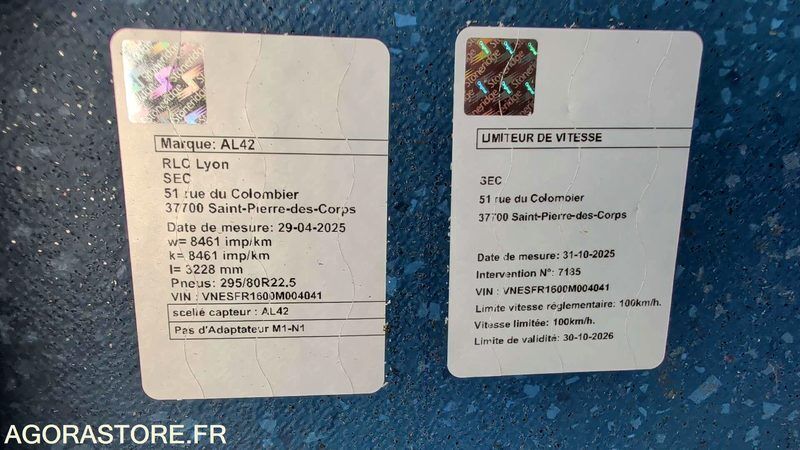 Stoneridge
Marque: AL42
RLC Lyon
SEC
51 rue du Colombier
37700 Saint-Pierre-des-Corps
Date de mesure: 29-04-2025
w= 8461 imp/km
k= 8461 imp/km
l= 3228 mm
Pneus: 295/80R22.5
VIN : VNESFR1600M004041
scellé capteur : AL42
Pas d'Adaptateur M1-N1
Stoneridge
LIMITEUR DE VITESSE
SEC
51 rue du Colombier
37700 Saint-Pierre-des-Corps
Date de mesure: 31-10-2025
Intervention N°: 7135
VIN : VNESFR1600M004041
Limite vitesse réglementaire: 100km/h.
Vitesse limitée: 100km/h.
Limite de validité: 30-10-2026
AGORASTORE.FR